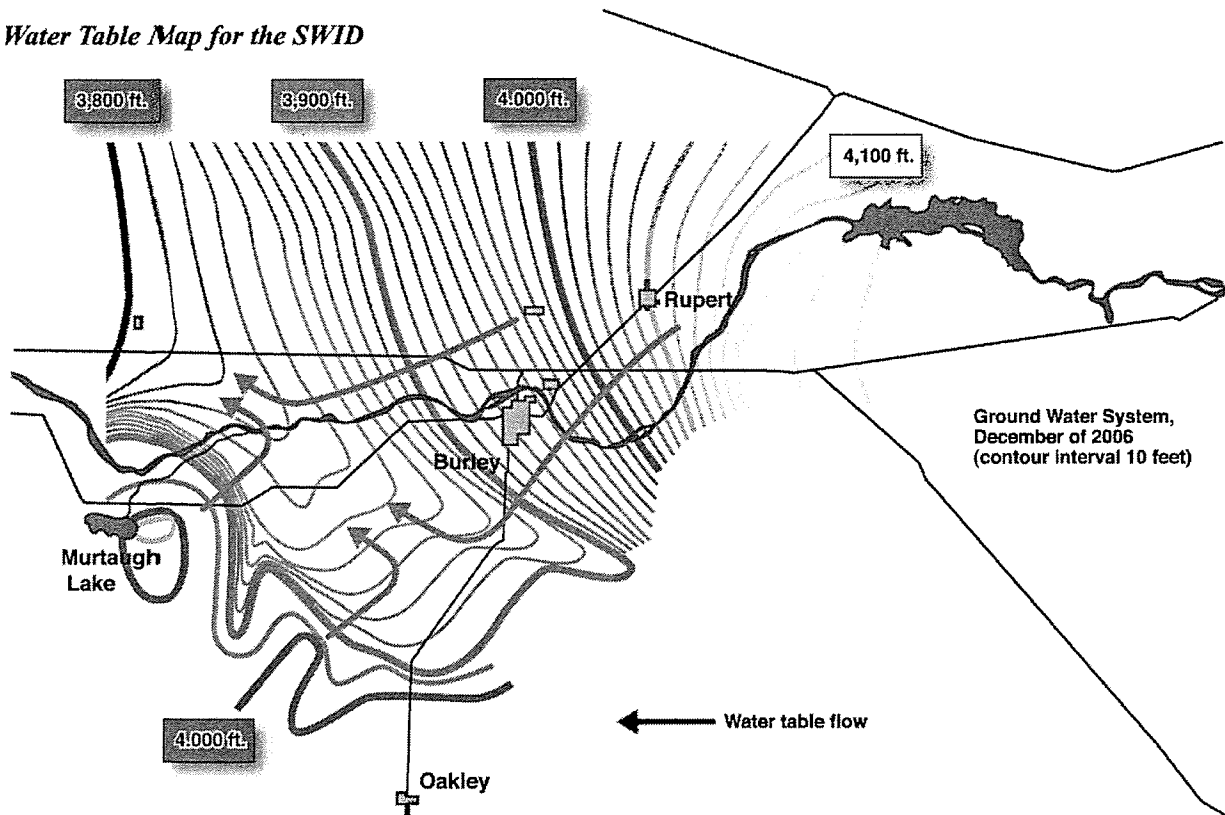 Water Table Map for the SWID
3,800 ft.
3,900 ft.
4.000 ft.
4,100 ft.
Rupert
Burley
Ground Water System,
December of 2006
(contour interval 10 feet)
Murtaugh
Lake
4.000 ft.
Water table flow
Oakley